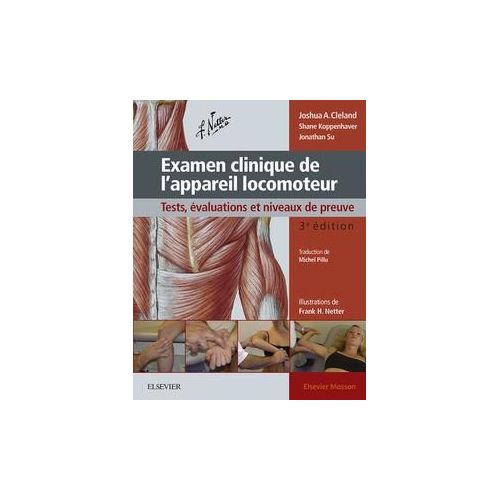 Joshua A. Cleland
Shane Koppenhaver
Jonathan Su
F. Netter
M.D.
Examen clinique de
l'appareil locomoteur
Tests, évaluations et niveaux de preuve
3e édition
Traduction de
Michel Pillu
Illustrations de
Frank H. Netter
ELSEVIER
Elsevier Masson